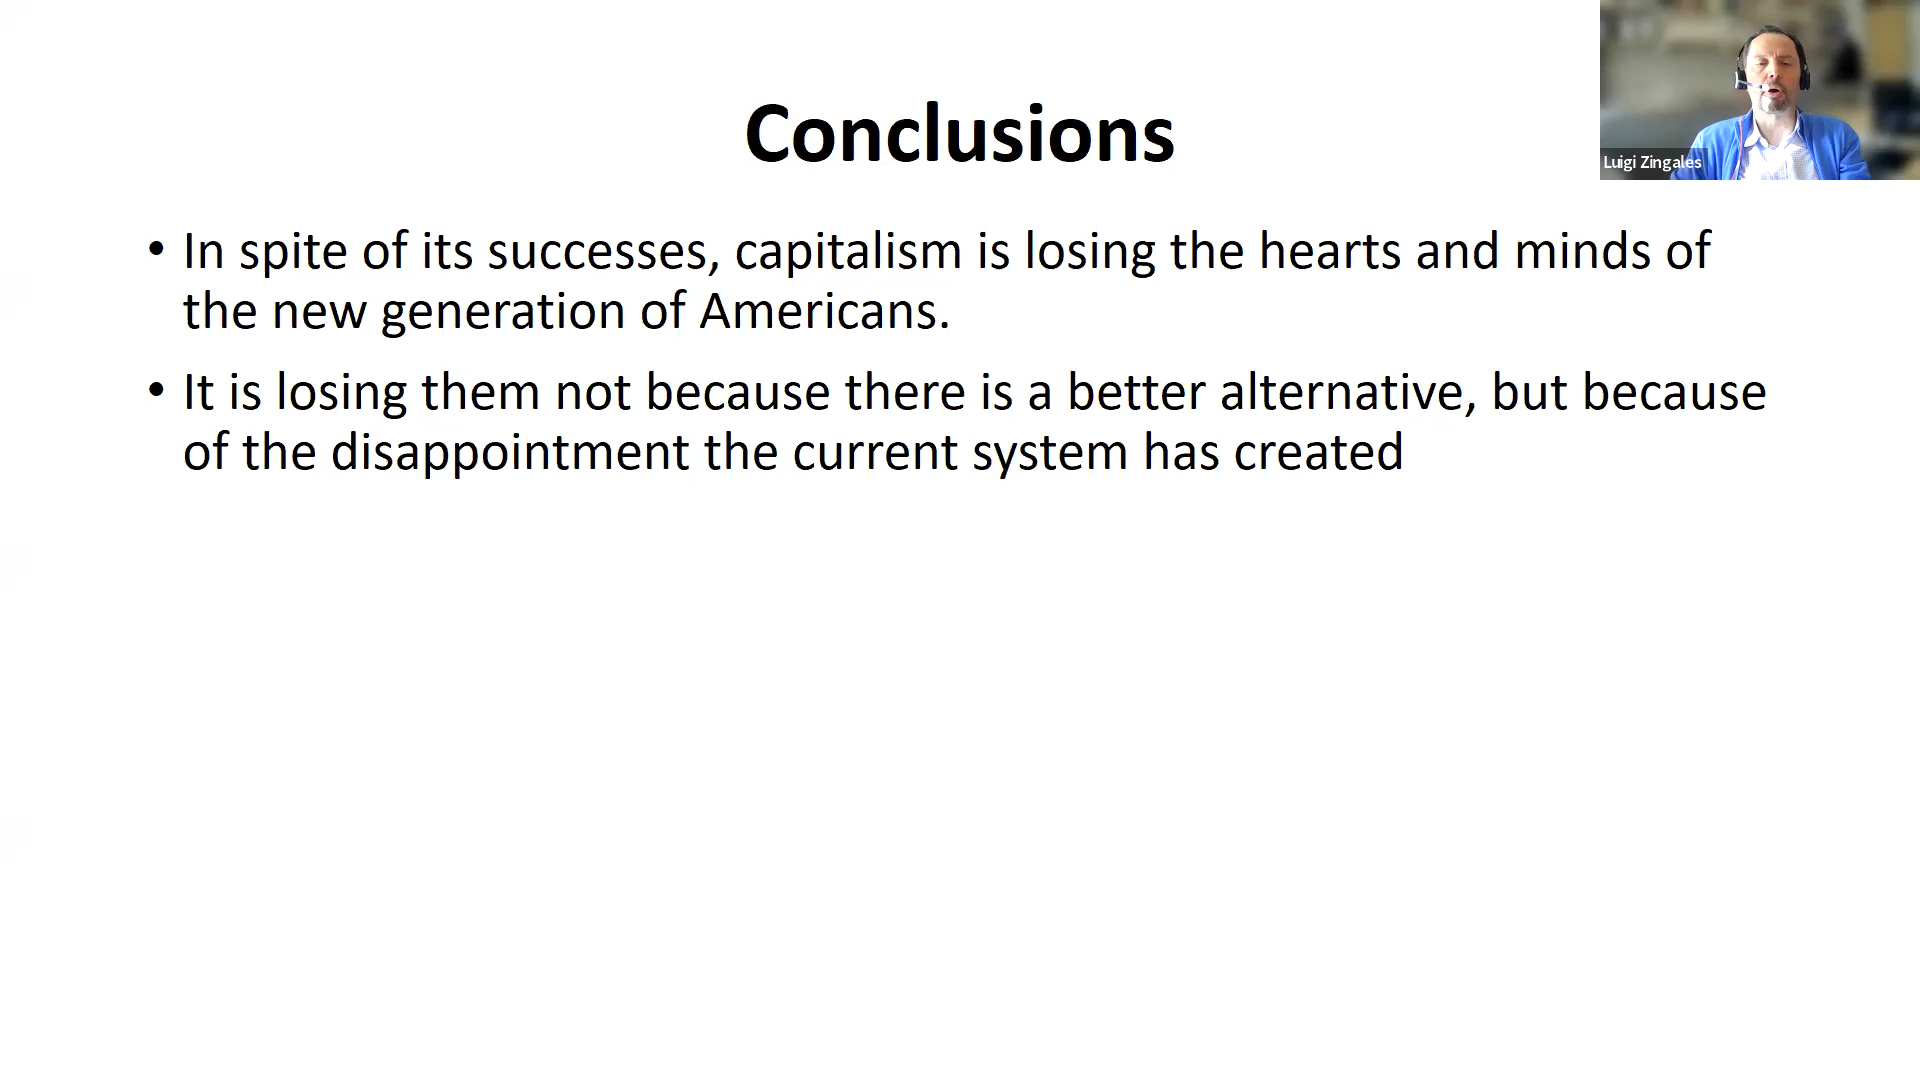 Conclusions
Luigi Zingales
• In spite of its successes, capitalism is losing the hearts and minds of
the new generation of Americans.
• It is losing them not because there is a better alternative, but because
of the disappointment the current system has created